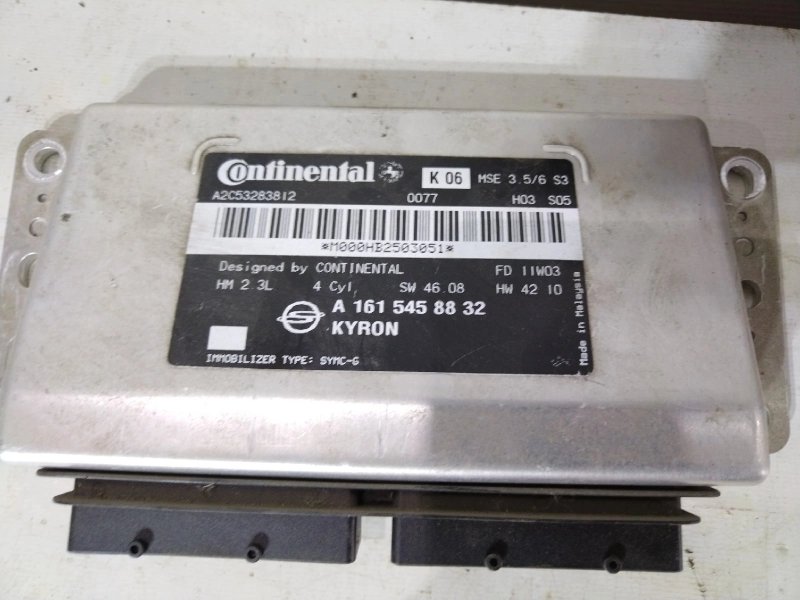 Continental K 06 MSE 3.5/6 S3
A2C53283812 0077 H03 S05
*M000HB2503051*
Designed by CONTINENTAL FD 11W03
HM 2.3L 4 Cyl, SW 46.08 HW 42 10
A 161 545 88 32
KYRON
IMMOBILIZER TYPE: SYMC-G
Made in Malaysia